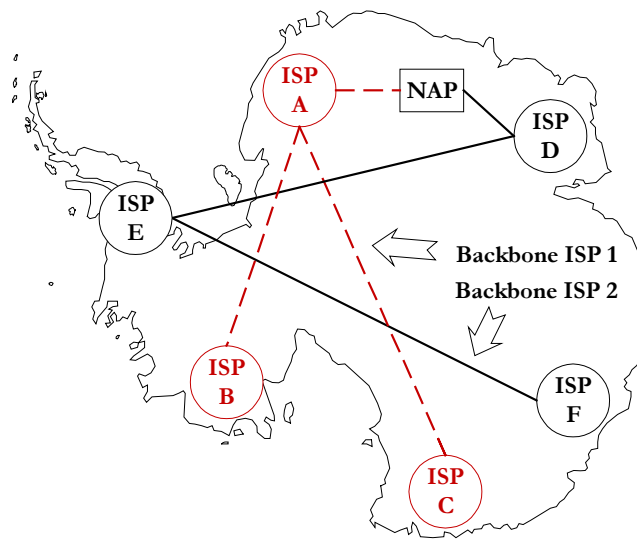 ISP
A
NAP
ISP
D
ISP
E
Backbone ISP 1
Backbone ISP 2
ISP
B
ISP
F
ISP
C